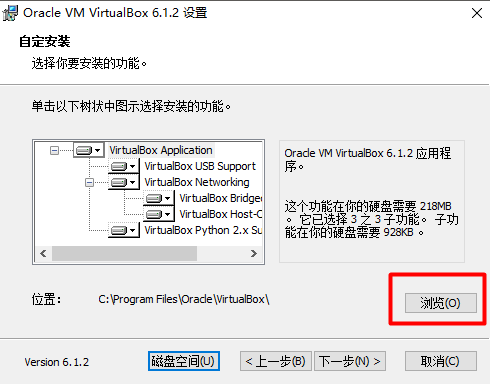 Oracle VM VirtualBox 6.1.2 设置
自定安装
选择你要安装的功能。
单击以下树状中图示选择安装的功能。
VirtualBox Application
VirtualBox USB Support
VirtualBox Networking
VirtualBox Bridged
VirtualBox Host-O
VirtualBox Python 2.x Su
Oracle VM VirtualBox 6.1.2 应用程
序。
这个功能在你的硬盘需要 218MB
。 它已选择 3 之 3 子功能。 子功
能在你的硬盘需要 928KB 。
位置：
C:\Program Files\Oracle\VirtualBox\
浏览(O)
Version 6.1.2
磁盘空间(U)
< 上一步(B)
下一步(N) >
取消(C)